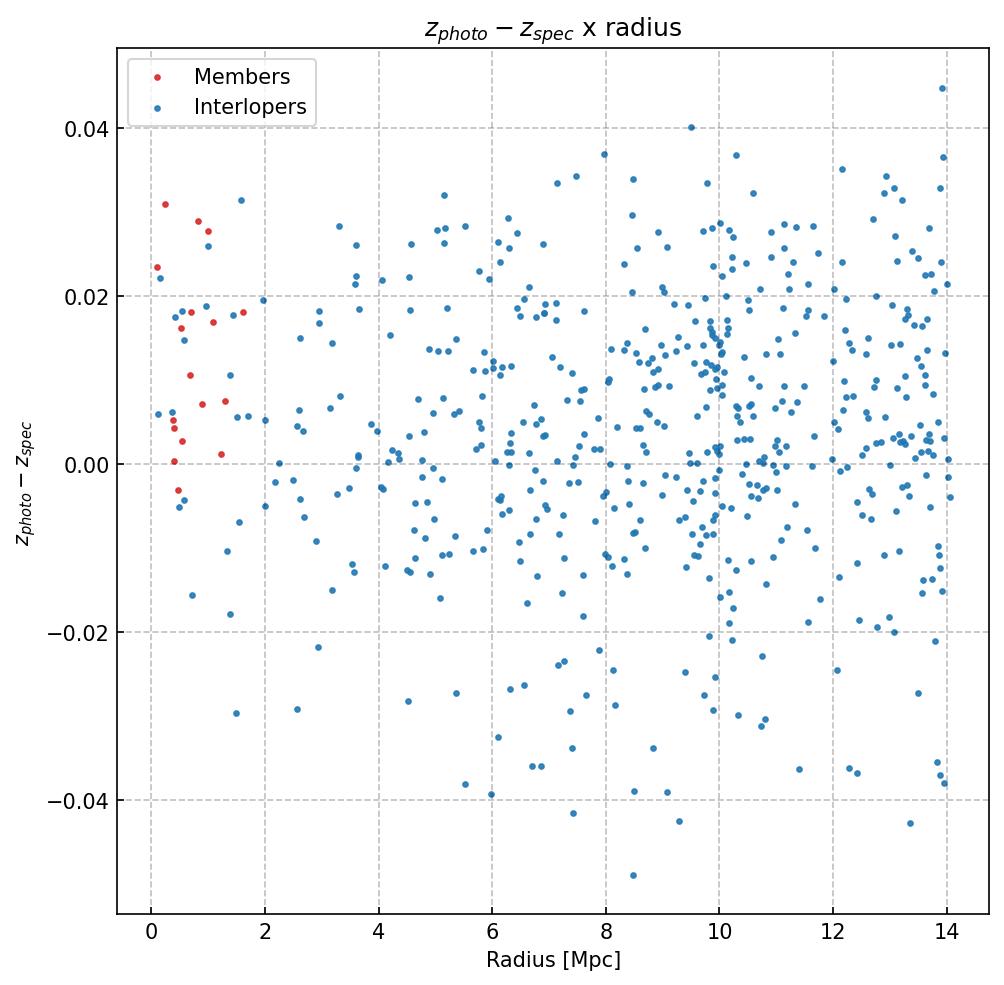 z_photo − z_spec x radius
Members
Interlopers
0.04
0.02
0.00
−0.02
−0.04
z_photo − z_spec
0 2 4 6 8 10 12 14
Radius [Mpc]